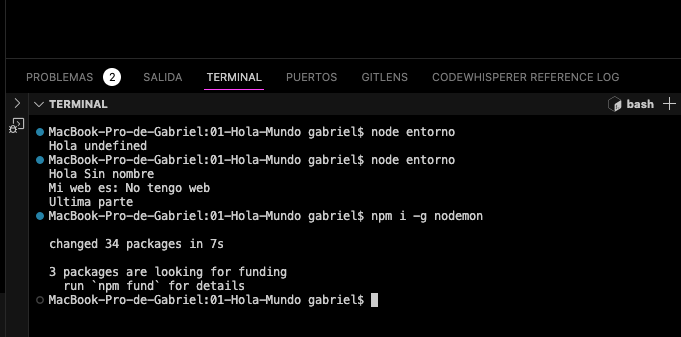 PROBLEMAS 2 SALIDA TERMINAL PUERTOS GITLENS CODEWHISPERER REFERENCE LOG
TERMINAL bash
MacBook-Pro-de-Gabriel:01-Hola-Mundo gabriel$ node entorno
Hola undefined
MacBook-Pro-de-Gabriel:01-Hola-Mundo gabriel$ node entorno
Hola Sin nombre
Mi web es: No tengo web
Ultima parte
MacBook-Pro-de-Gabriel:01-Hola-Mundo gabriel$ npm i -g nodemon
changed 34 packages in 7s
3 packages are looking for funding
run `npm fund` for details
MacBook-Pro-de-Gabriel:01-Hola-Mundo gabriel$